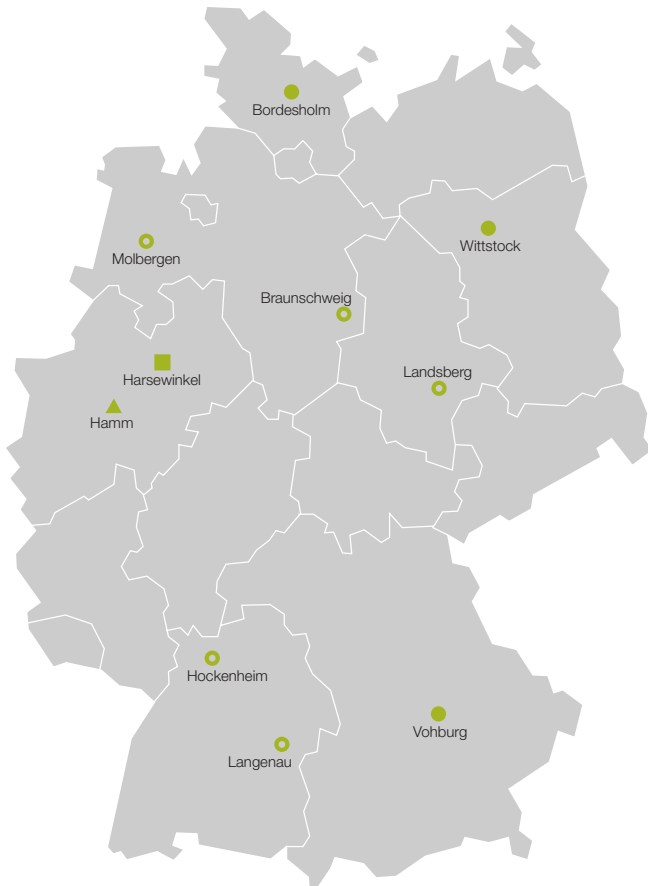 Bordesholm
Wittstock
Molbergen
Braunschweig
Harsewinkel
Landsberg
Hamm
Hockenheim
Vohburg
Langenau